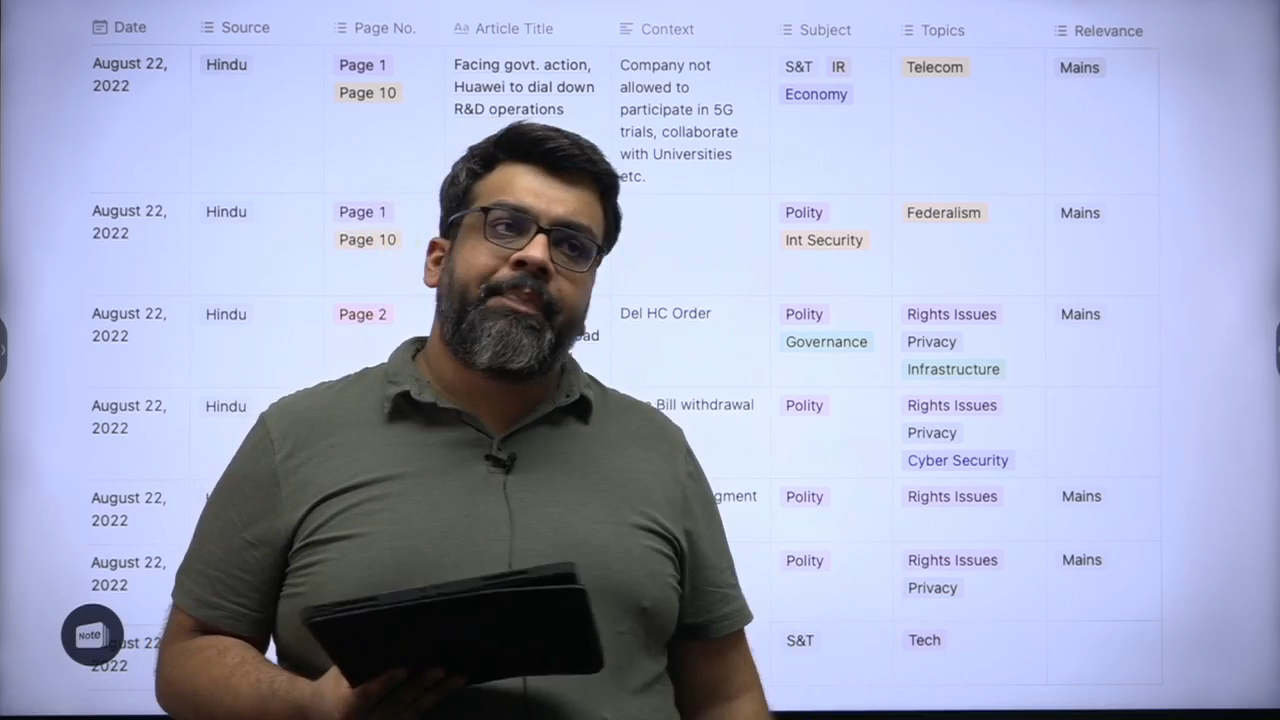 Date Source Page No. Aa Article Title Context Subject Topics Relevance
August 22, 2022
Hindu
Page 1
Page 10
Facing govt. action,
Huawei to dial down
R&D operations
Company not
allowed to
participate in 5G
trials, collaborate
with Universities
etc.
S&T IR
Economy
Telecom
Mains
August 22,
2022
Hindu
Page 1
Page 10
Polity
Int Security
Federalism
Mains
August 22,
2022
Hindu
Page 2
Del HC Order
Polity
Governance
Rights Issues
Privacy
Infrastructure
Mains
August 22,
2022
Hindu
Bill withdrawal
Polity
Rights Issues
Privacy
Cyber Security
August 22,
2022
Polity
Rights Issues
Mains
August 22,
2022
Polity
Rights Issues
Privacy
Mains
Note
22
2022
S&T
Tech